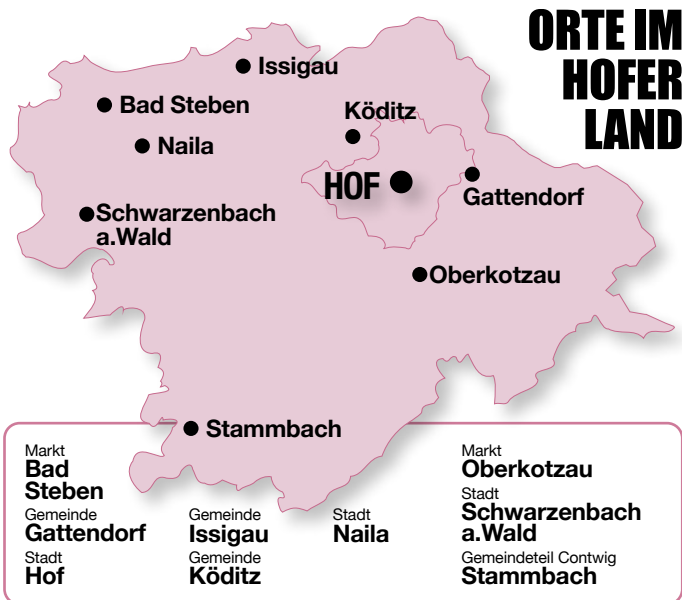 ORTE IM
HOFER
LAND
Issigau
Bad Steben
Köditz
Naila
HOF
Gattendorf
Schwarzenbach
a.Wald
Oberkotzau
Stammbach
Markt
Bad
Steben
Gemeinde
Gattendorf
Stadt
Hof
Gemeinde
Issigau
Gemeinde
Köditz
Stadt
Naila
Markt
Oberkotzau
Stadt
Schwarzenbach
a.Wald
Gemeindeteil Contwig
Stammbach